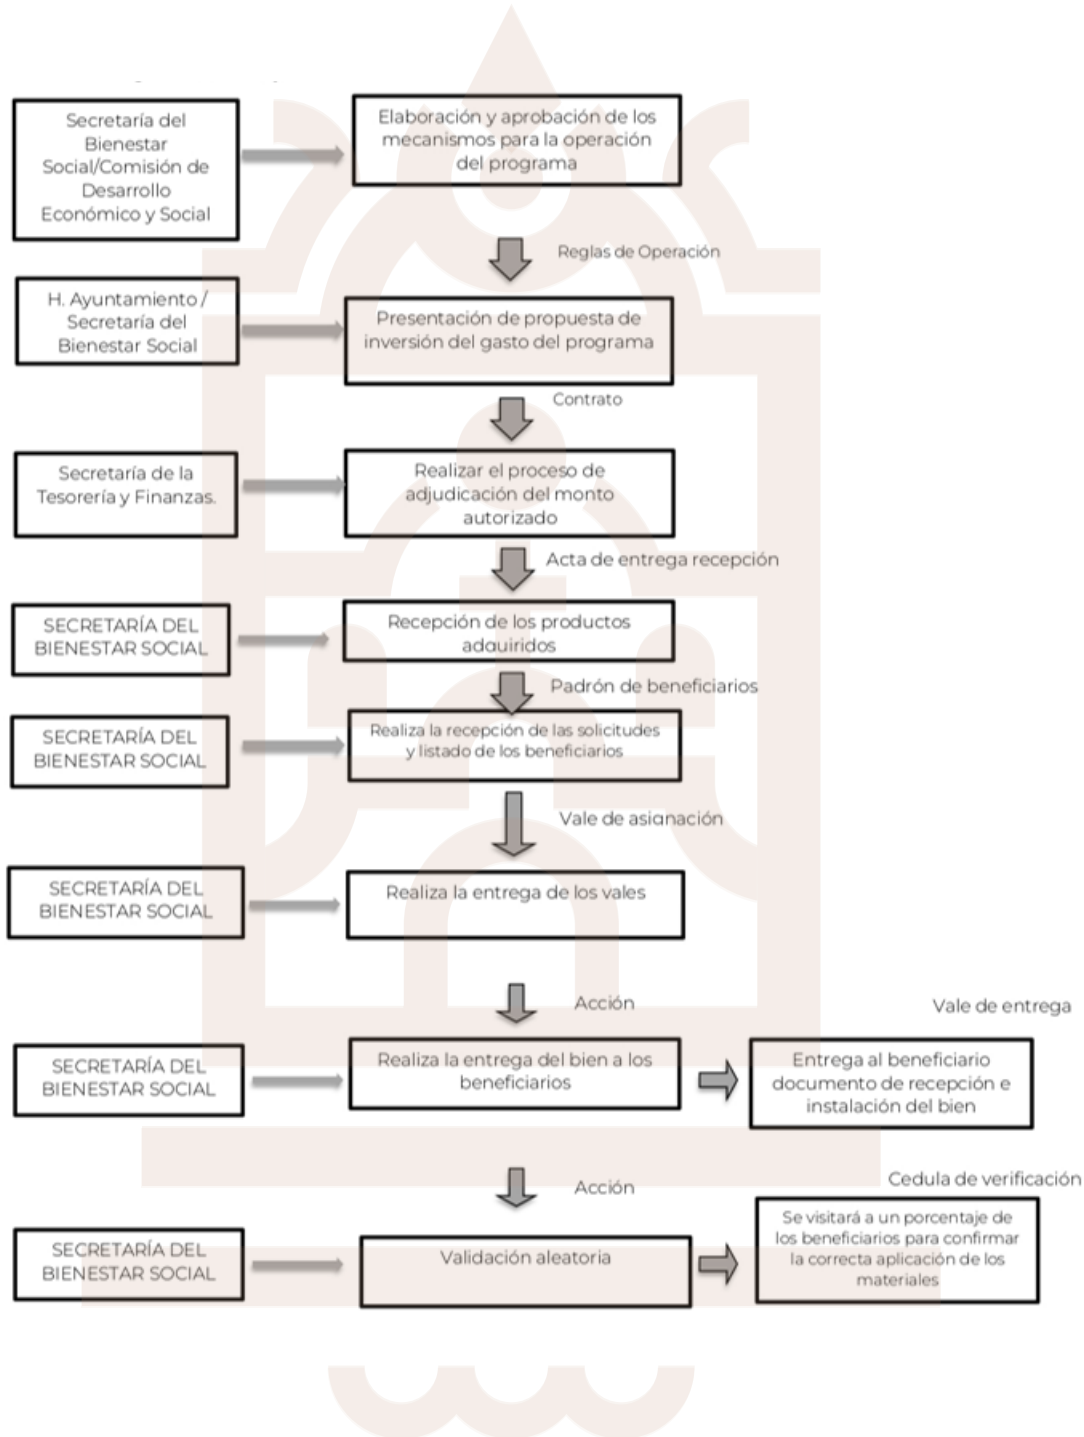 Secretaría del
Bienestar
Social/Comisión de
Desarrollo
Económico y Social
Elaboración y aprobación de los
mecanismos para la operación
del programa
Reglas de Operación
H. Ayuntamiento /
Secretaría del
Bienestar Social
Presentación de propuesta de
inversión del gasto del programa
Contrato
Secretaría de la
Tesorería y Finanzas.
Realizar el proceso de
adjudicación del monto
autorizado
Acta de entrega recepción
SECRETARÍA DEL
BIENESTAR SOCIAL
Recepción de los productos
adquiridos
Padrón de beneficiarios
SECRETARÍA DEL
BIENESTAR SOCIAL
Realiza la recepción de las solicitudes
y listado de los beneficiarios
Vale de asignación
SECRETARÍA DEL
BIENESTAR SOCIAL
Realiza la entrega de los vales
Acción
Vale de entrega
SECRETARÍA DEL
BIENESTAR SOCIAL
Realiza la entrega del bien a los
beneficiarios
Entrega al beneficiario
documento de recepción e
instalación del bien
Acción
Cedula de verificación
SECRETARÍA DEL
BIENESTAR SOCIAL
Validación aleatoria
Se visitará a un porcentaje de
los beneficiarios para confirmar
la correcta aplicación de los
materiales